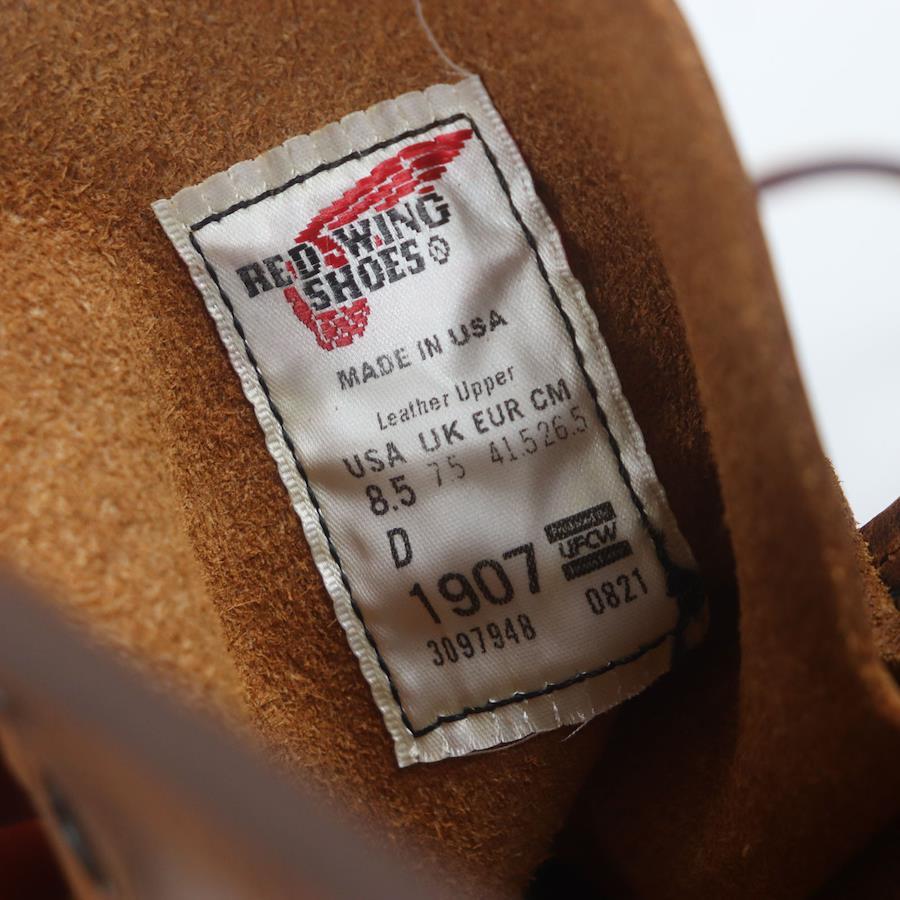 RED WING
SHOES
MADE IN USA
Leather Upper
USA UK EUR CM
8.5 7.5 41.5 26.5
D
UFCW
1907
3097948 0821